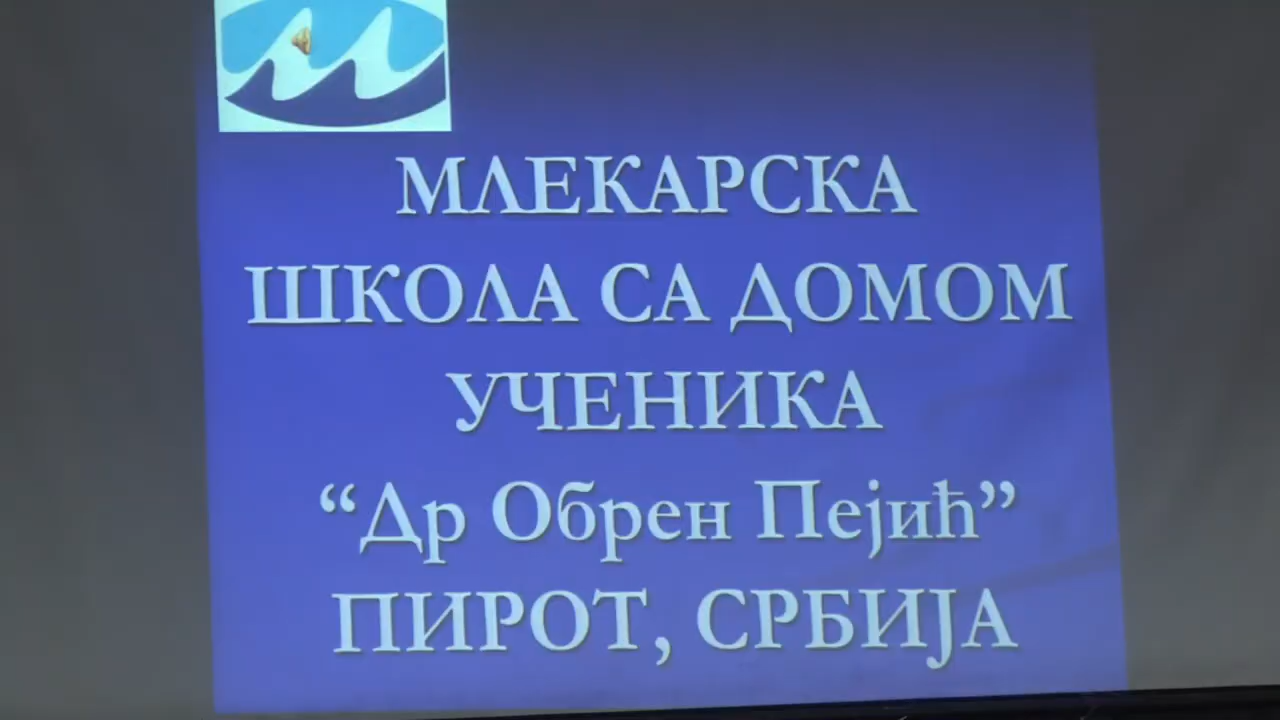 МЛЕКАРСКА
ШКОЛА СА ДОМОМ
УЧЕНИКА
“Др Обрен Пејић”
ПИРОТ, СРБИЈА